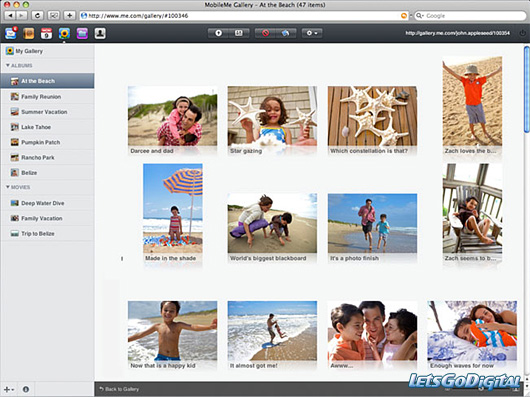 MobileMe Gallery - At the Beach (47 items)
http://www.me.com/gallery/#100346
Google
http://gallery.me.com/john.appleseed/100354
My Gallery
ALBUMS
At the Beach
Family Reunion
Summer Vacation
Lake Tahoe
Pumpkin Patch
Rancho Park
Belize
MOVIES
Deep Water Dive
Family Vacation
Trip to Belize
Darcee and dad
Star gazing
Which constellation is that?
Zach loves the b...
Made in the shade
World's biggest blackboard
It's a photo finish
Zach seems to b...
Now that is a happy kid
It almost got me!
Awww...
Enough waves for now
Back to Gallery
LETSGODIGITAL